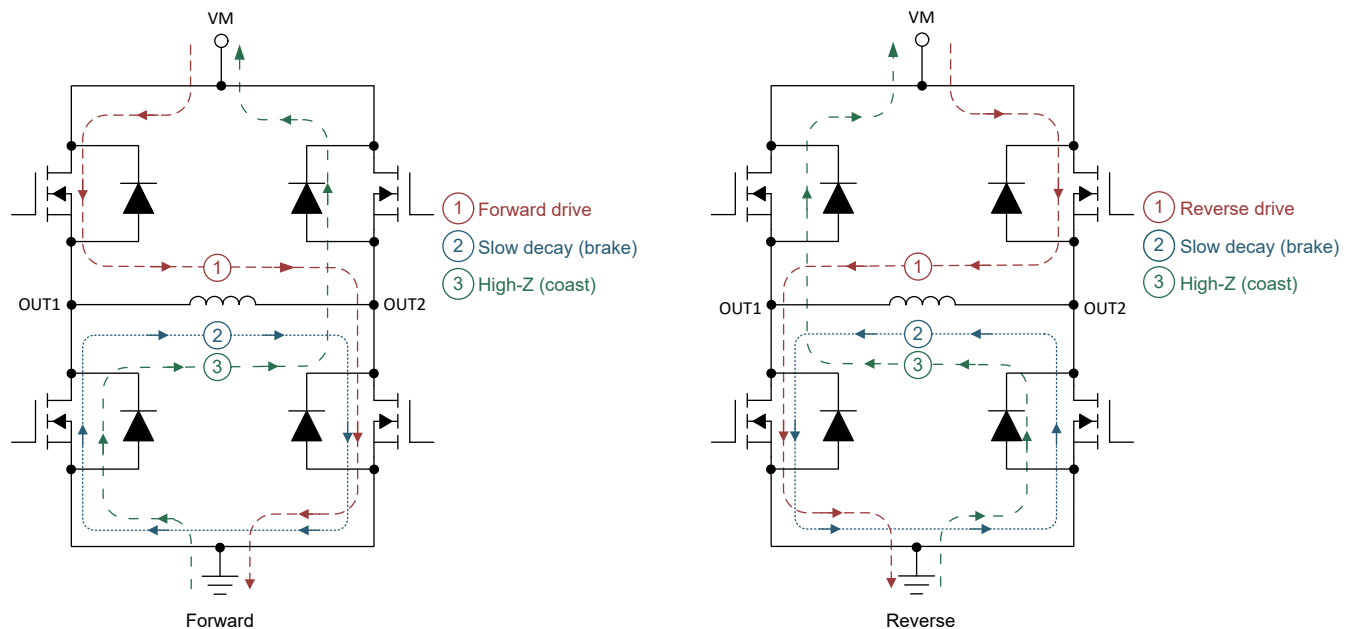 VM
1 Forward drive
2 Slow decay (brake)
3 High-Z (coast)
1
OUT1
OUT2
2
3
Forward
VM
1 Reverse drive
2 Slow decay (brake)
3 High-Z (coast)
1
OUT1
OUT2
2
3
Reverse